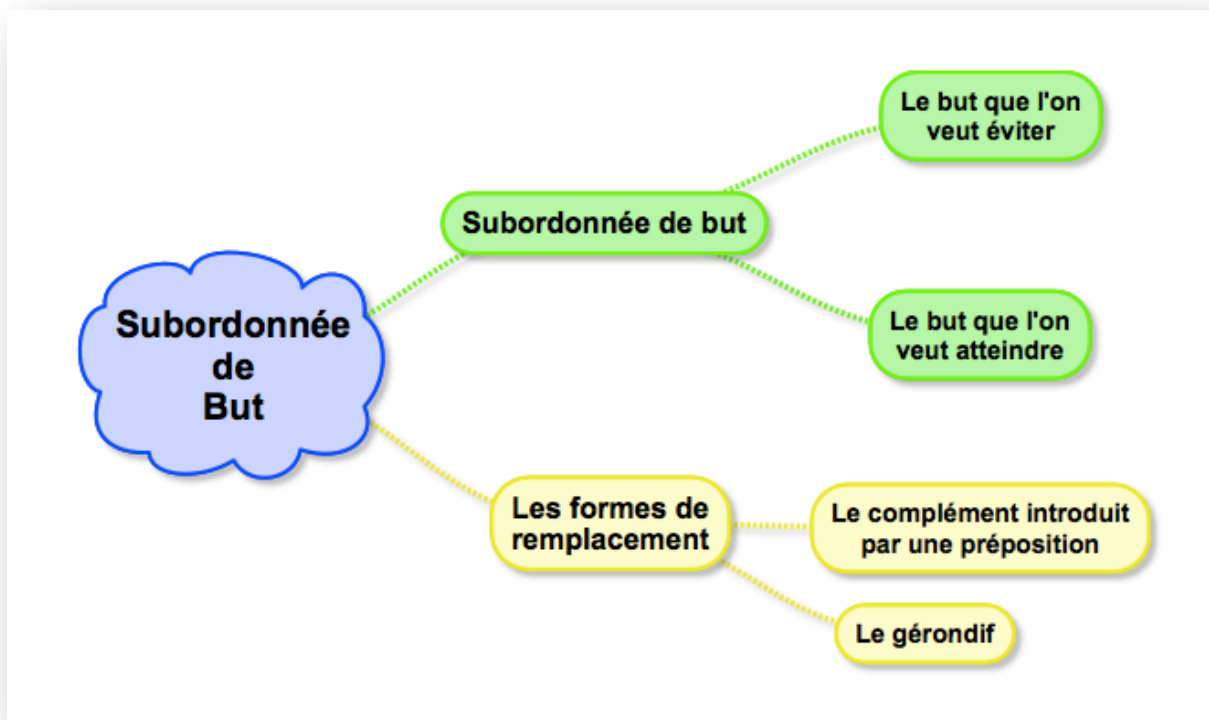 Subordonnée
de
But
Subordonnée de but
Le but que l'on
veut éviter
Le but que l'on
veut atteindre
Les formes de
remplacement
Le complément introduit
par une préposition
Le gérondif